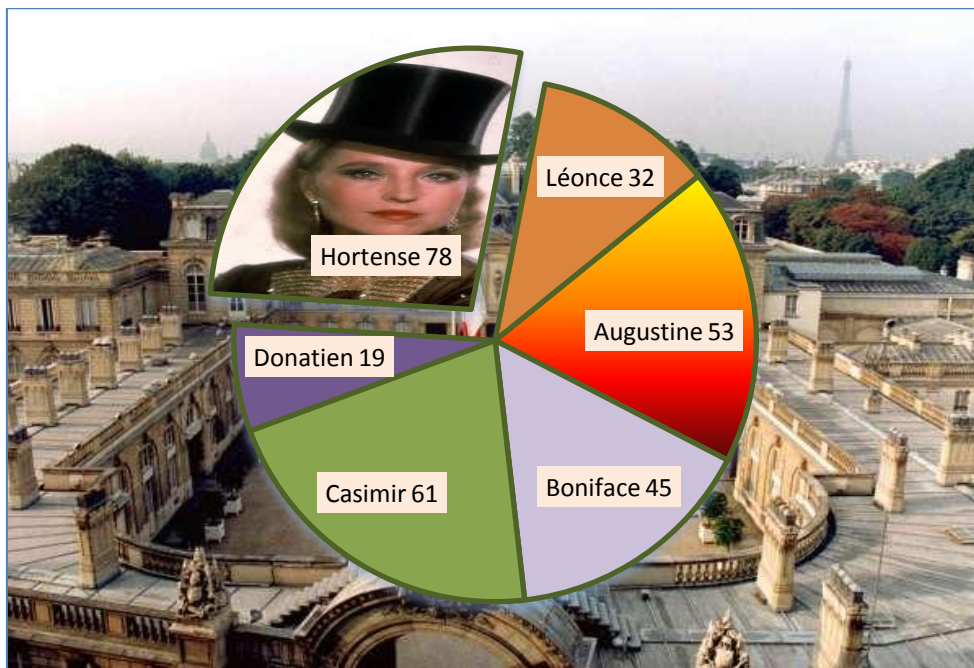 Léonce 32
Hortense 78
Augustine 53
Donatien 19
Boniface 45
Casimir 61